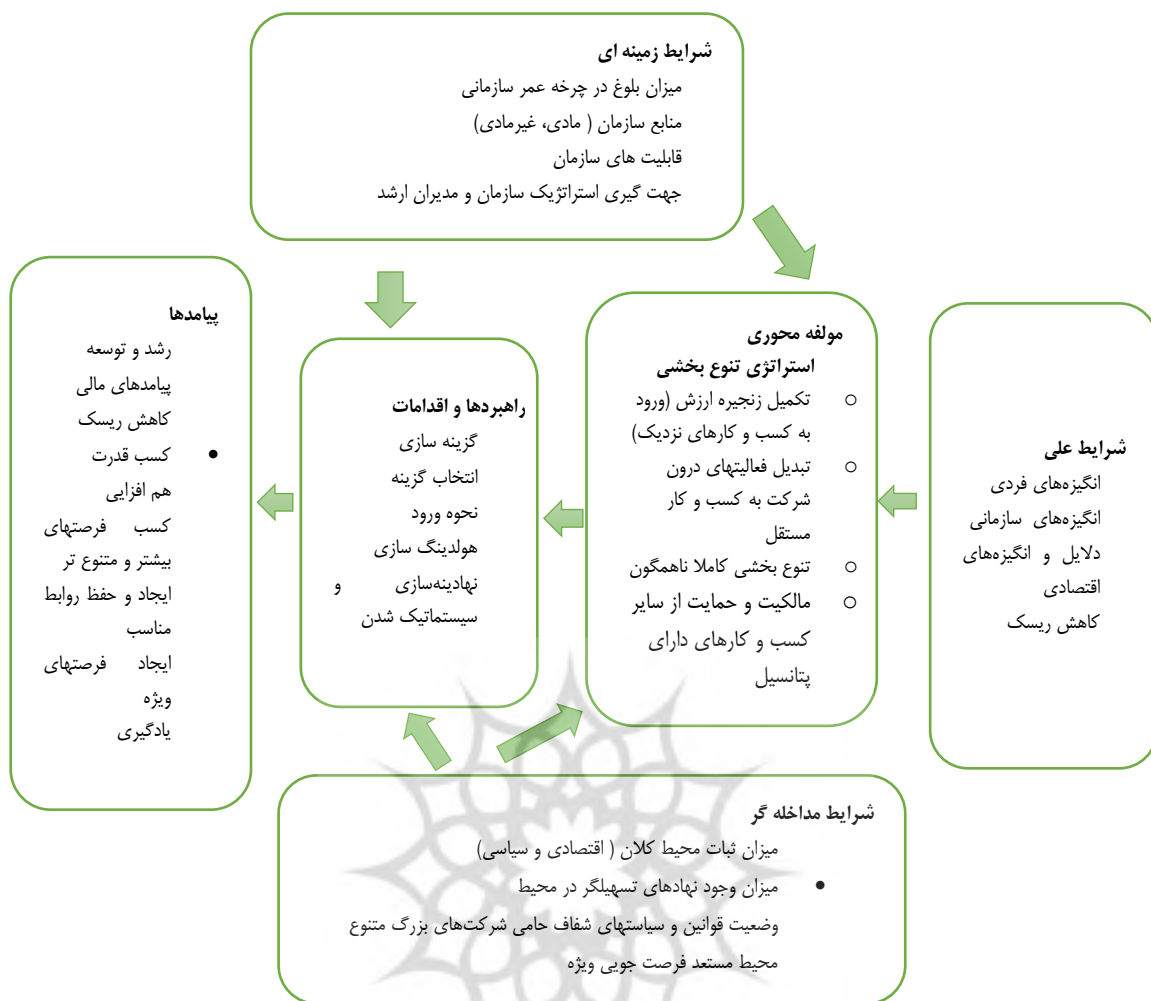 شرایط زمینه ای
میزان بلوغ در چرخه عمر سازمانی
منابع سازمان ( مادی، غیرمادی)
قابلیت های سازمان
جهت گیری استراتژیک سازمان و مدیران ارشد
شرایط علی
انگیزه‌های فردی
انگیزه‌های سازمانی
دلایل و انگیزه‌های
اقتصادی
کاهش ریسک
مولفه محوری
استراتژی تنوع بخشی
○ تکمیل زنجیره ارزش (ورود
به کسب و کارهای نزدیک)
○ تبدیل فعالیتهای درون
شرکت به کسب و کار
مستقل
○ تنوع بخشی کاملا ناهمگون
○ مالکیت و حمایت از سایر
کسب و کارهای دارای
پتانسیل
راهبردها و اقدامات
گزینه سازی
انتخاب گزینه
نحوه ورود
هولدینگ سازی
نهادینه‌سازی و
سیستماتیک شدن
پیامدها
رشد و توسعه
پیامدهای مالی
کاهش ریسک
• کسب قدرت
هم افزایی
کسب فرصتهای
بیشتر و متنوع تر
ایجاد و حفظ روابط
مناسب
ایجاد فرصتهای
ویژه
یادگیری
شرایط مداخله گر
میزان ثبات محیط کلان ( اقتصادی و سیاسی)
• میزان وجود نهادهای تسهیلگر در محیط
وضعیت قوانین و سیاستهای شفاف حامی شرکت‌های بزرگ متنوع
محیط مستعد فرصت جویی ویژه